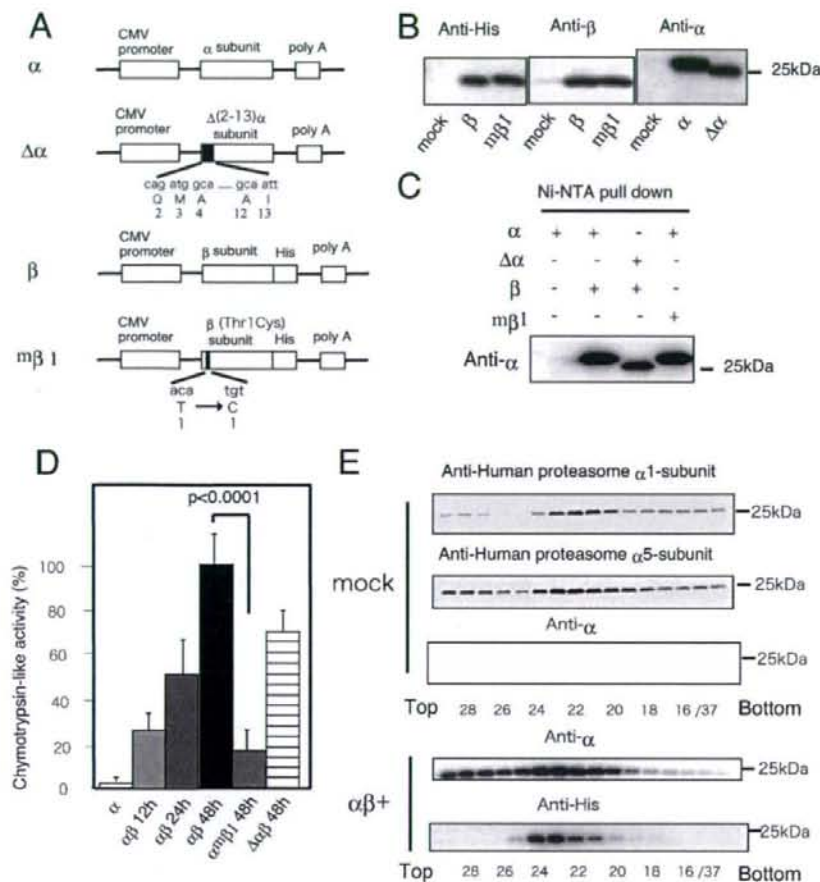 A
CMV promoter α subunit poly A
α
CMV promoter Δ(2-13)α subunit poly A
Δα
cag atg gca ---- gca att
Q M A A I
2 3 4 12 13
CMV promoter β subunit His poly A
β
CMV promoter β (Thr1Cys) subunit His poly A
mβ1
aca tgt
T → C
1 1
B
Anti-His Anti-β Anti-α
25kDa
mock β mβ1 mock β mβ1 mock α Δα
C
Ni-NTA pull down
α + + - +
Δα - - + -
β - + + -
mβ1 - - - +
Anti-α
25kDa
D
p<0.0001
Chymotrypsin-like activity (%)
100
80
60
40
20
0
α αβ 12h αβ 24h αβ 48h αmβ1 48h Δαβ 48h
E
Anti-Human proteasome α1-subunit
25kDa
Anti-Human proteasome α5-subunit
mock
25kDa
Anti-α
25kDa
Top 28 26 24 22 20 18 16 /37 Bottom
Anti-α
αβ+
25kDa
Anti-His
25kDa
Top 28 26 24 22 20 18 16 /37 Bottom